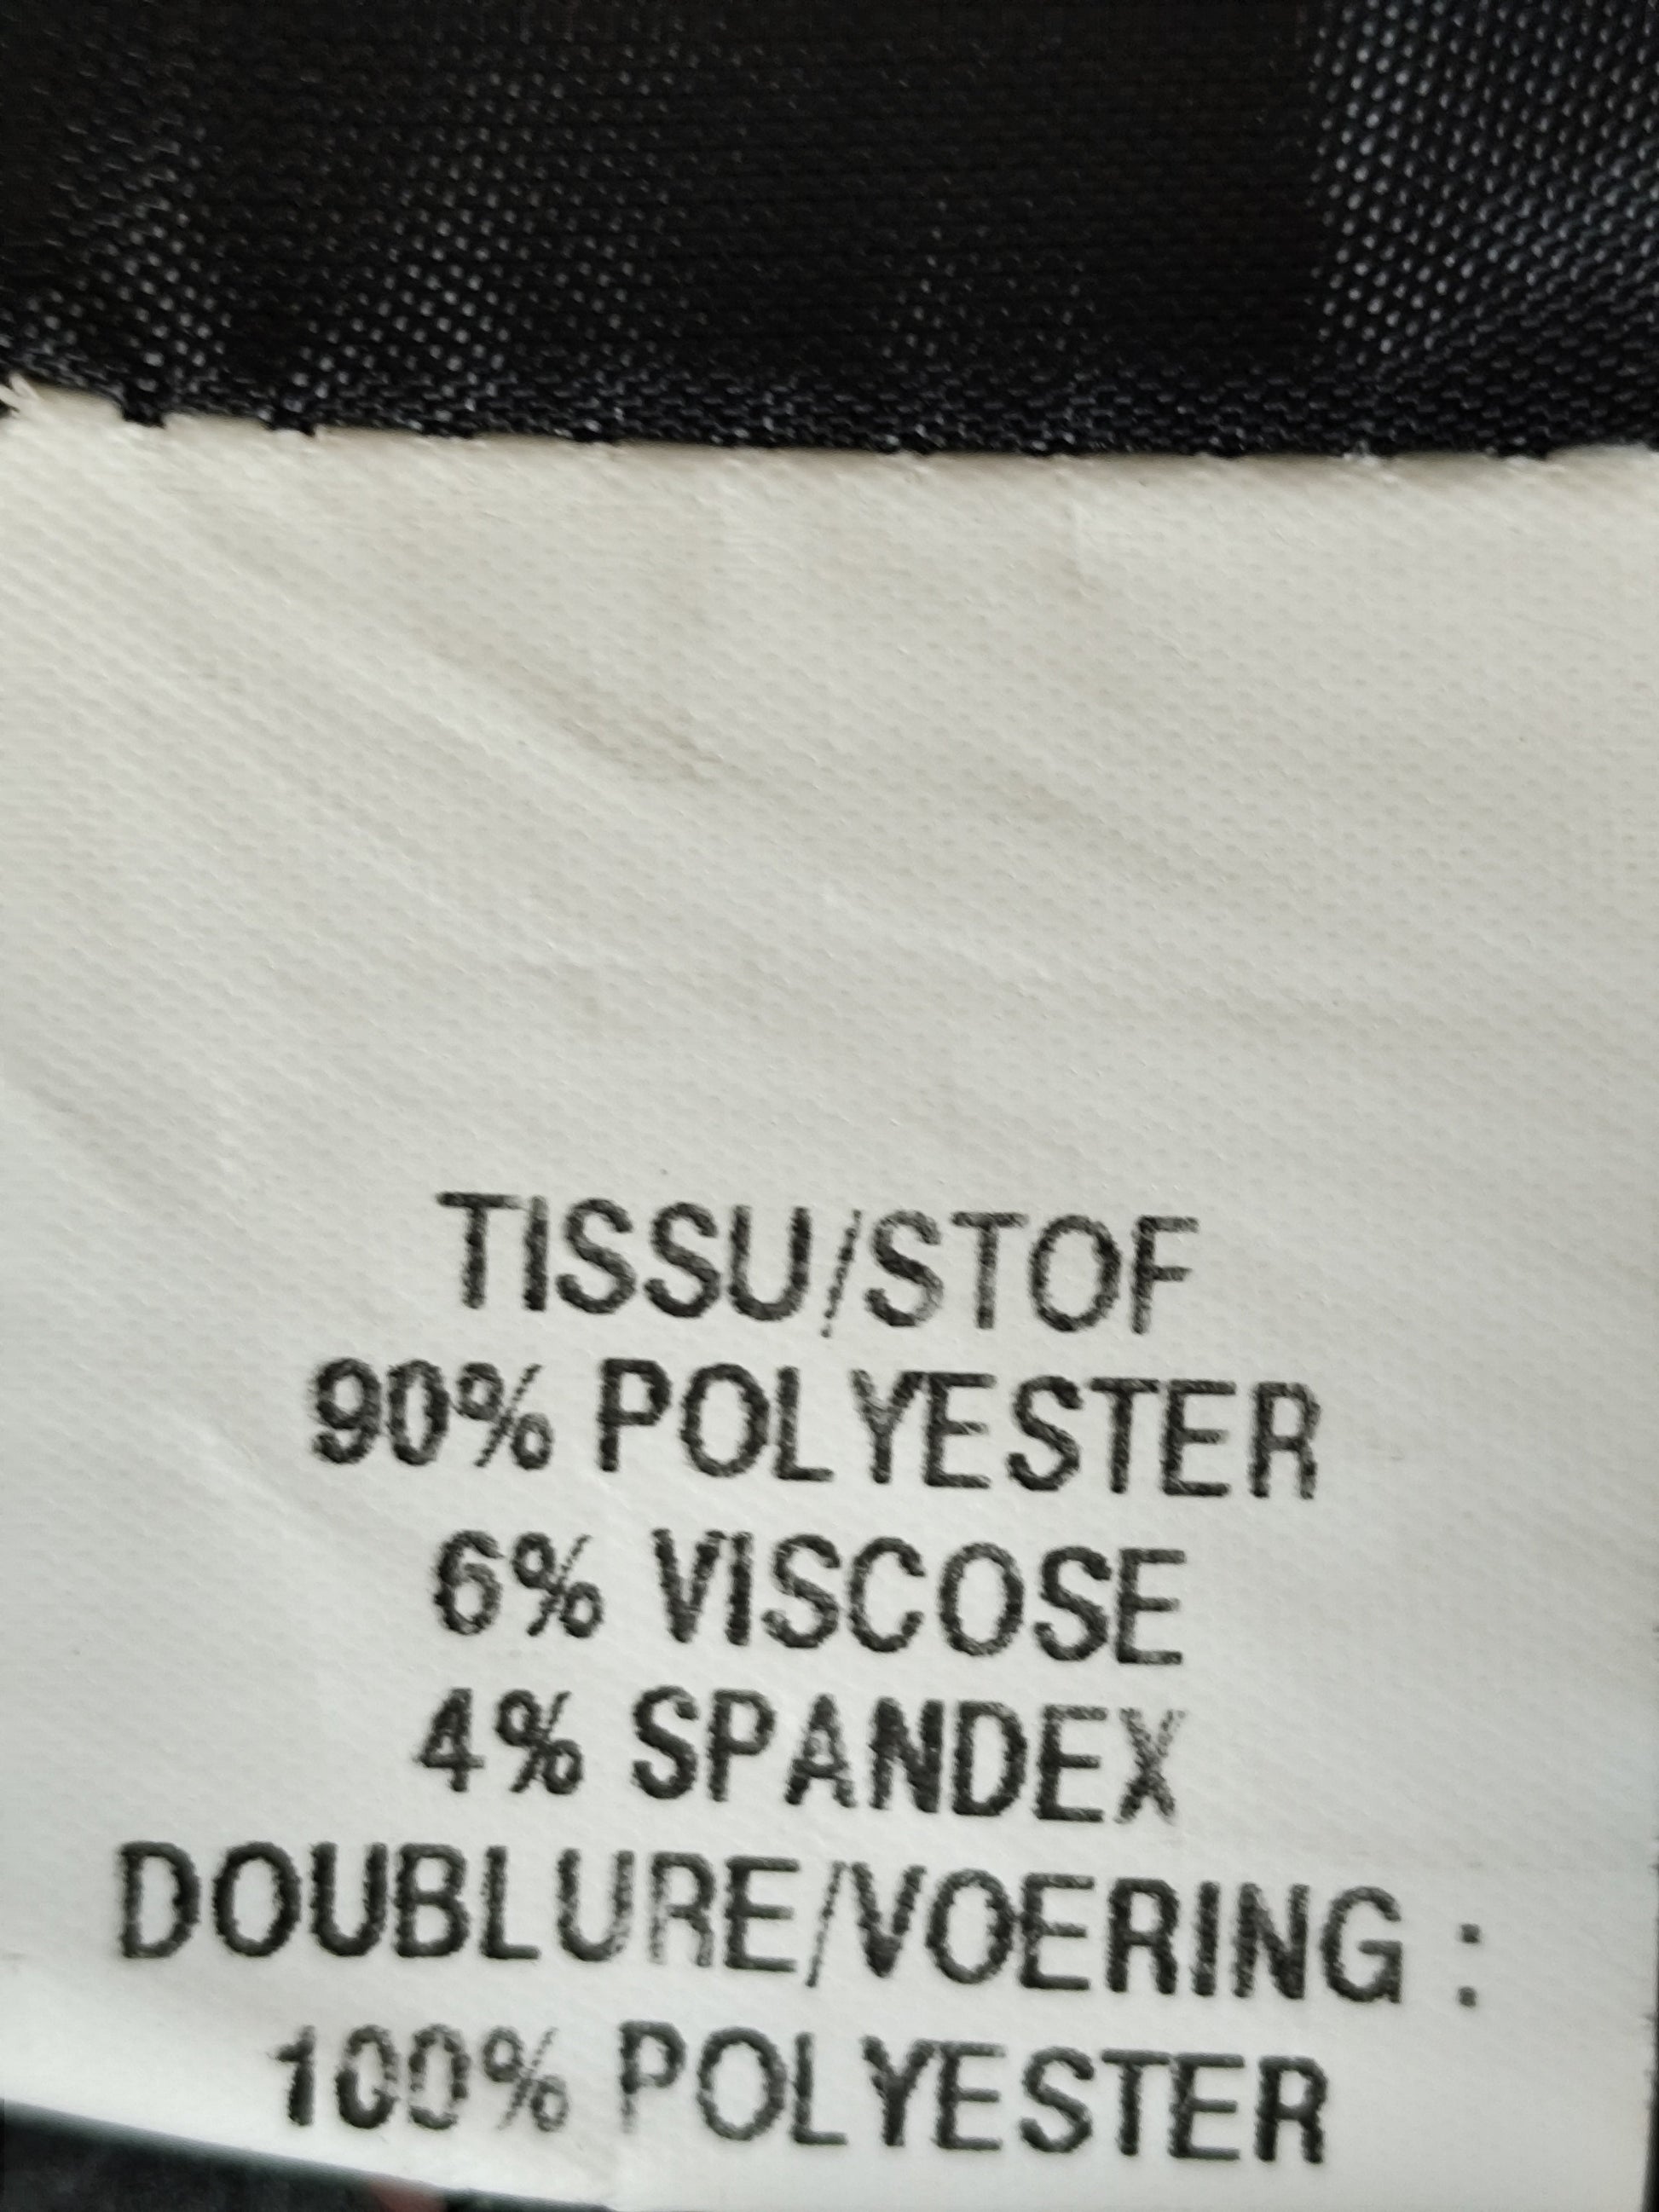 TISSU/STOF
90% POLYESTER
6% VISCOSE
4% SPANDEX
DOUBLURE/VOERING :
100% POLYESTER